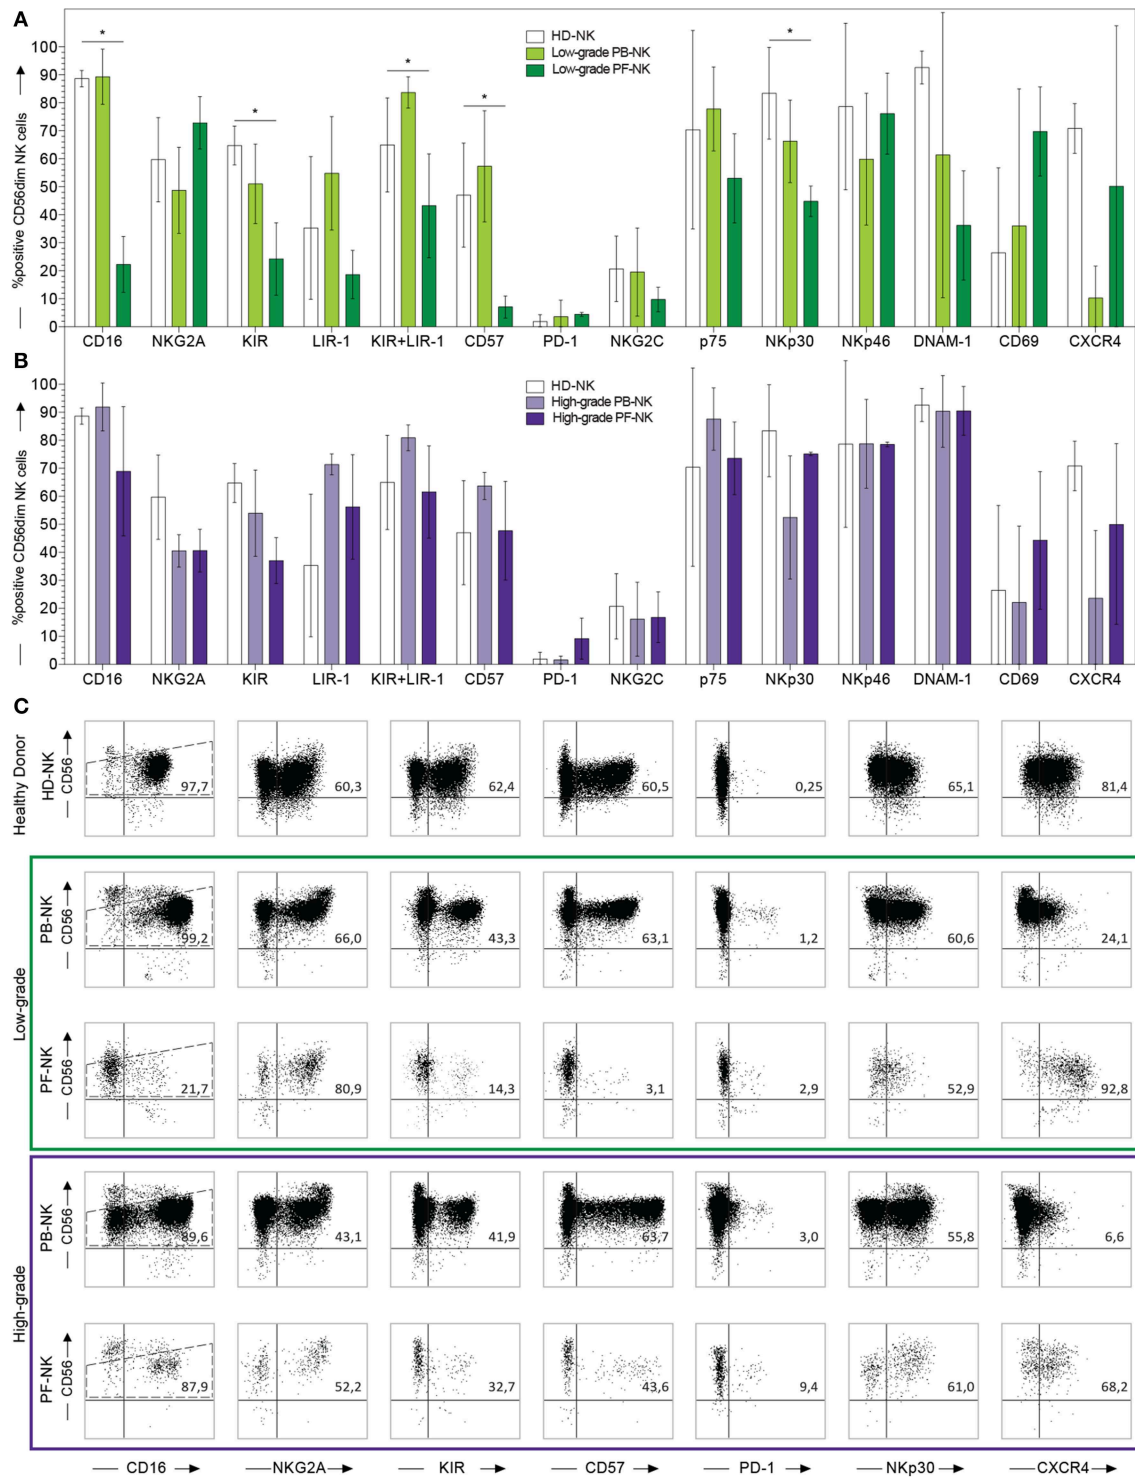 A
%positive CD56dim NK cells
100
90
80
70
60
50
40
30
20
10
0
HD-NK
Low-grade PB-NK
Low-grade PF-NK
*
*
*
*
*
CD16 NKG2A KIR LIR-1 KIR+LIR-1 CD57 PD-1 NKG2C p75 NKp30 NKp46 DNAM-1 CD69 CXCR4
B
%positive CD56dim NK cells
100
90
80
70
60
50
40
30
20
10
0
HD-NK
High-grade PB-NK
High-grade PF-NK
CD16 NKG2A KIR LIR-1 KIR+LIR-1 CD57 PD-1 NKG2C p75 NKp30 NKp46 DNAM-1 CD69 CXCR4
C
Healthy Donor
HD-NK
CD56
97,7 60,3 62,4 60,5 0,25 65,1 81,4
Low-grade
PB-NK
CD56
99,2 66,0 43,3 63,1 1,2 60,6 24,1
PF-NK
CD56
21,7 80,9 14,3 3,1 2,9 52,9 92,8
High-grade
PB-NK
CD56
89,6 43,1 41,9 63,7 3,0 55,8 6,6
PF-NK
CD56
87,9 52,2 32,7 43,6 9,4 61,0 68,2
CD16 NKG2A KIR CD57 PD-1 NKp30 CXCR4